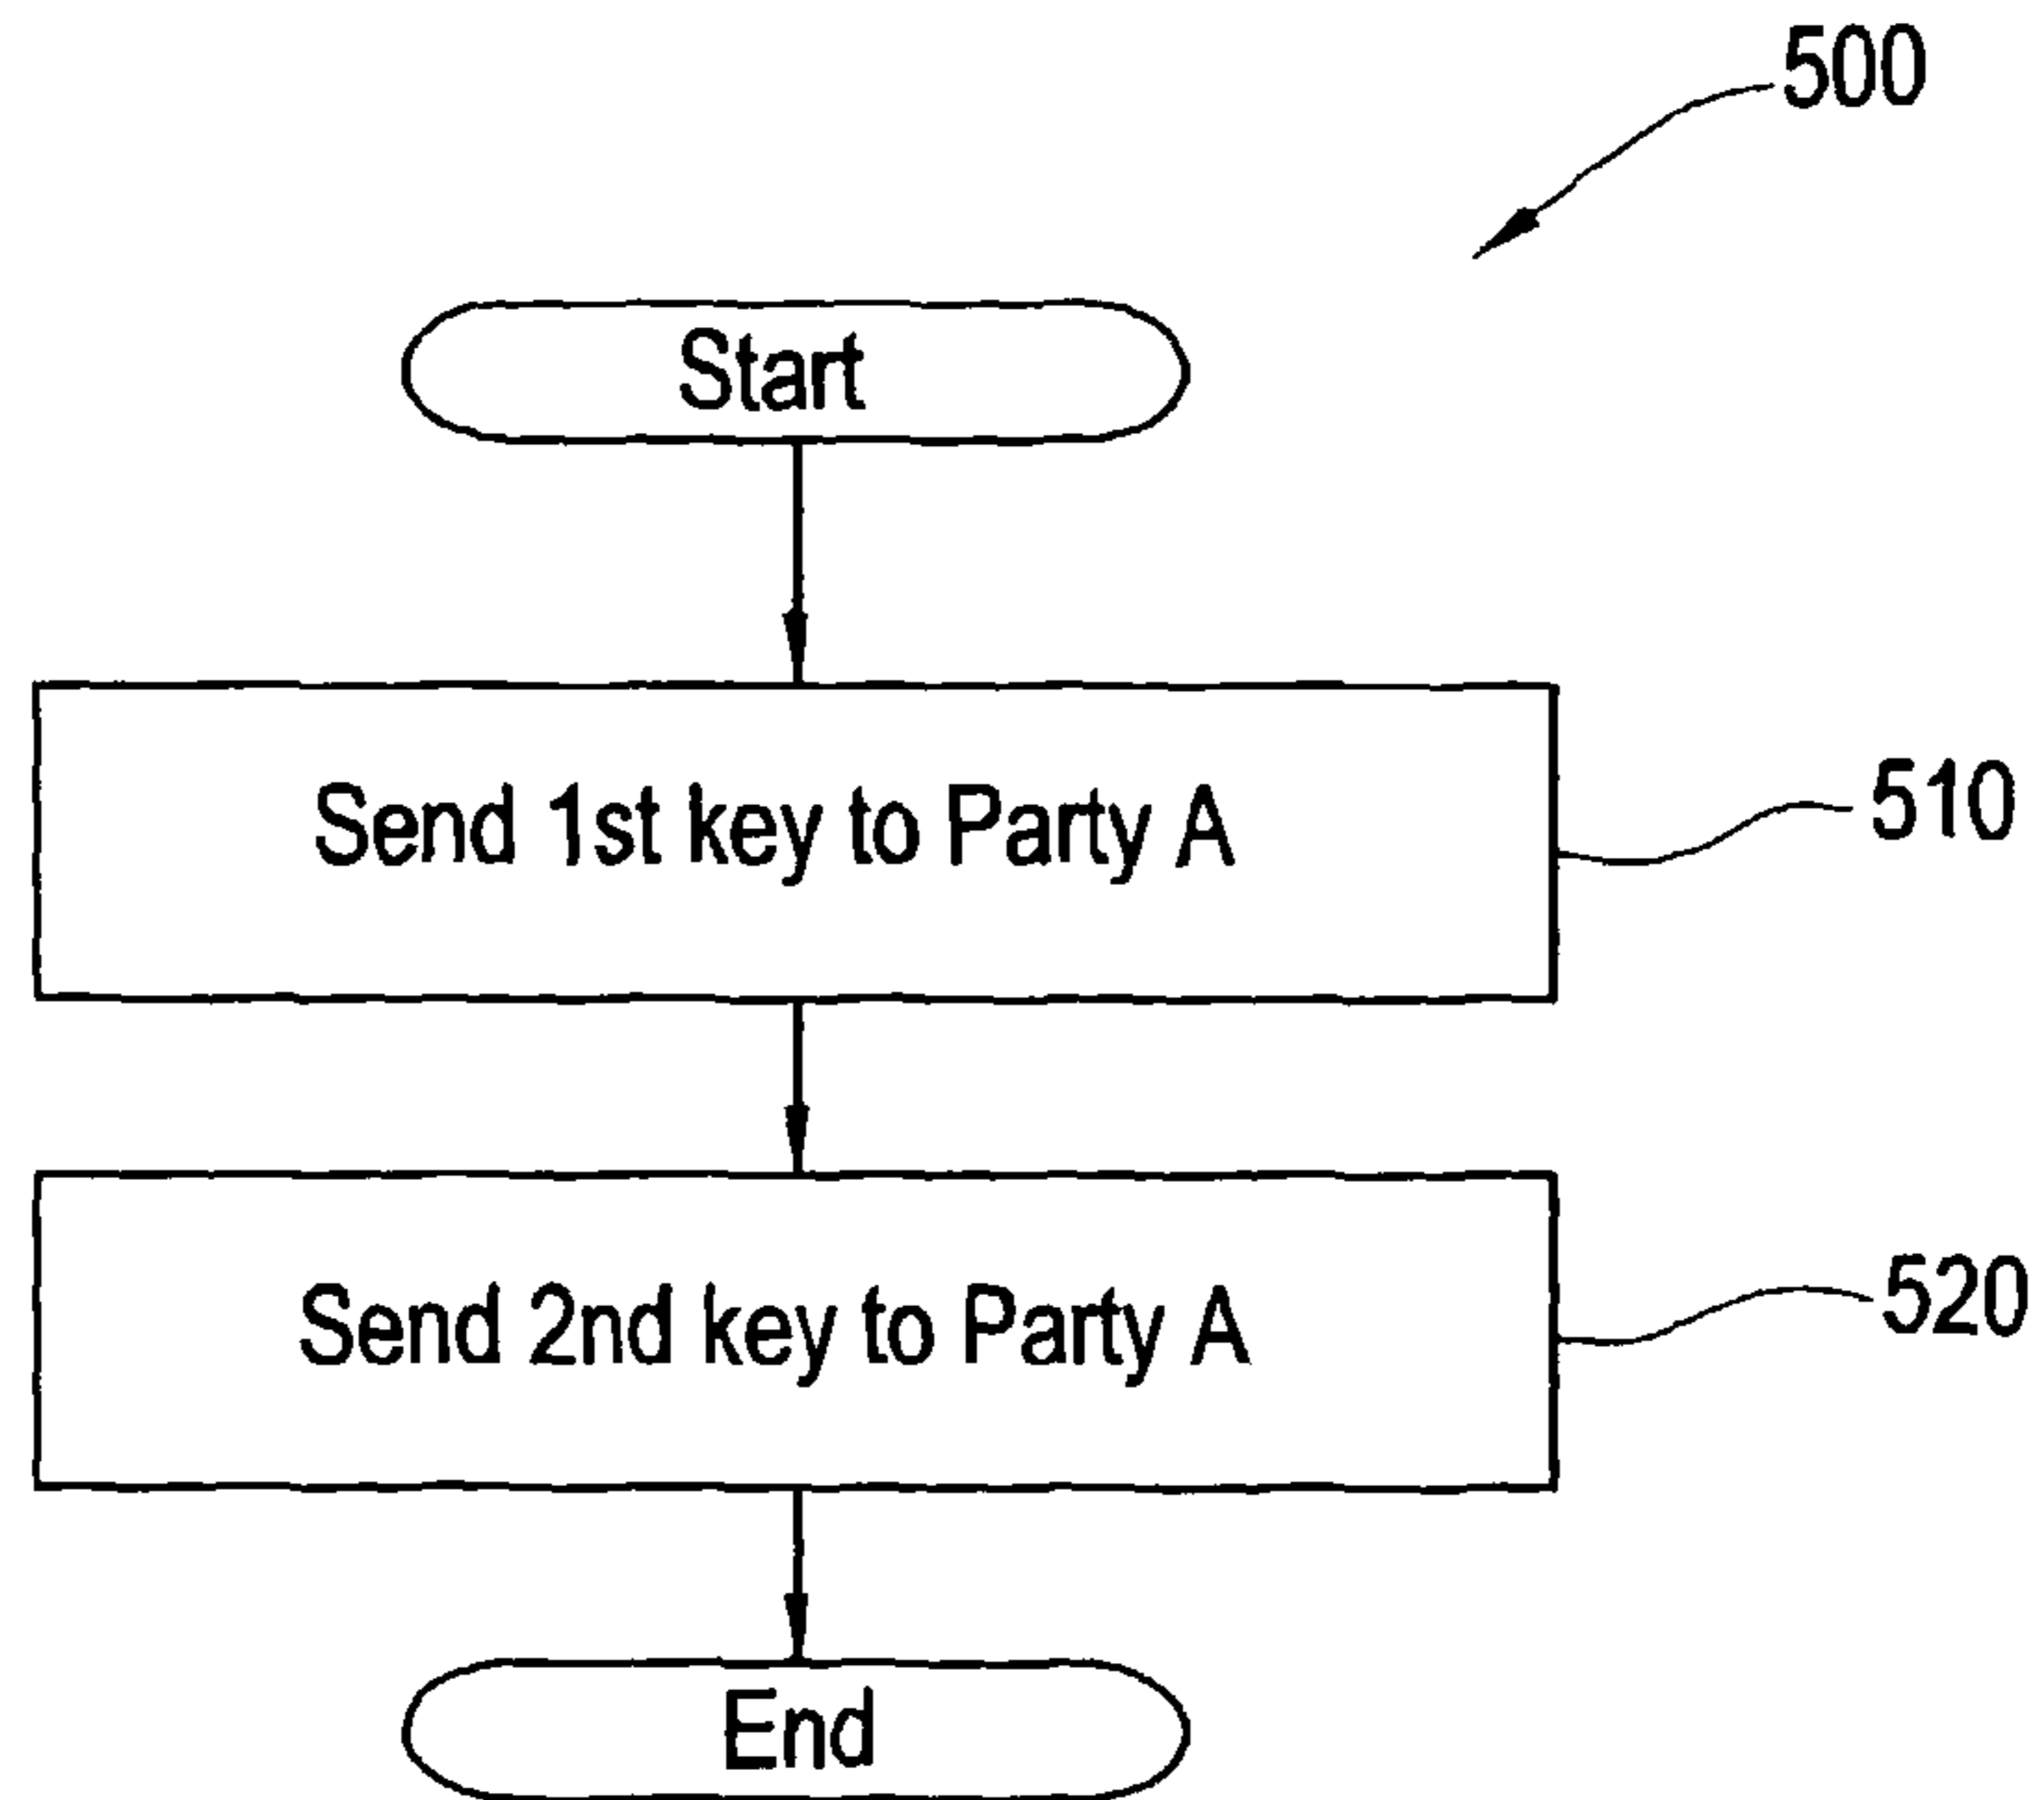 500
Start
Send 1st key to Party A
510
Send 2nd key to Party A
520
End